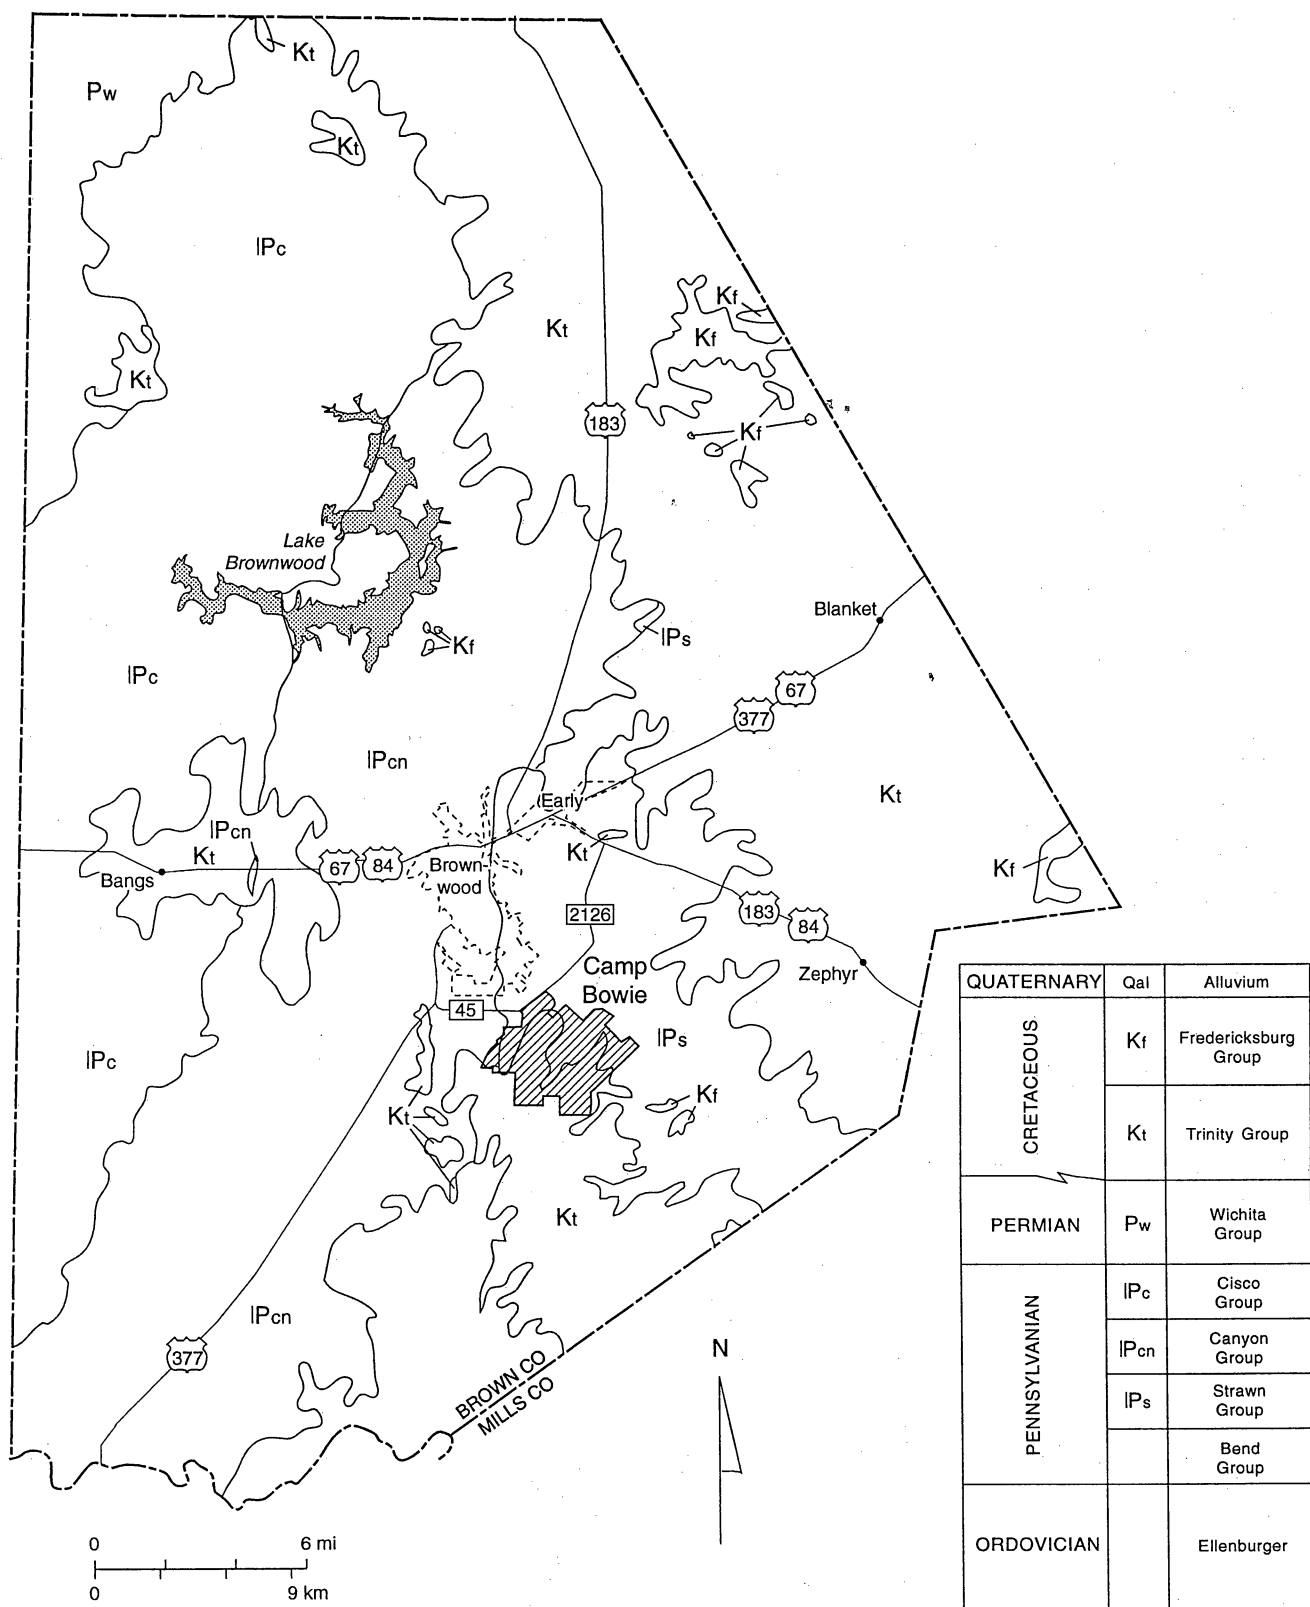 Kt
Pw
Kt
IPc
Kf
Kt
Kf
Kt
183
Kf
Lake
Brownwood
Blanket
IPs
Kf
IPc
67
377
IPcn
Kt
Early
IPcn
Kt
Kt
67
84
Brown-
wood
Kf
Bangs
2126
183
84
Camp
Bowie
Zephyr
45
IPs
IPc
Kf
Kt
Kt
IPcn
377
BROWN CO
MILLS CO
N
0 6 mi
0 9 km
QUATERNARY Qal Alluvium
CRETACEOUS
Kf Fredericksburg
Group
Kt Trinity Group
PERMIAN Pw Wichita
Group
PENNSYLVANIAN
IPc Cisco
Group
IPcn Canyon
Group
IPs Strawn
Group
Bend
Group
ORDOVICIAN Ellenburger